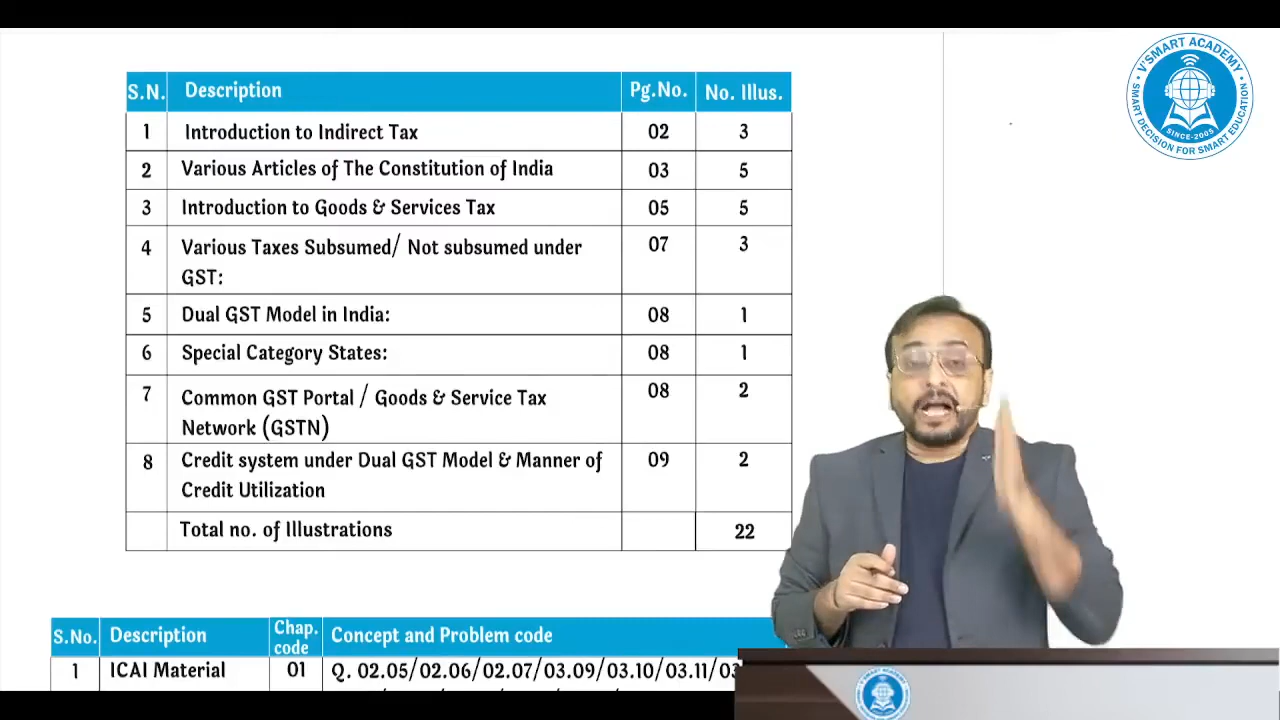 S.N. Description Pg.No. No. Illus.
1 Introduction to Indirect Tax 02 3
2 Various Articles of The Constitution of India 03 5
3 Introduction to Goods & Services Tax 05 5
4 Various Taxes Subsumed/ Not subsumed under 07 3
GST:
5 Dual GST Model in India: 08 1
6 Special Category States: 08 1
7 Common GST Portal / Goods & Service Tax 08 2
Network (GSTN)
8 Credit system under Dual GST Model & Manner of 09 2
Credit Utilization
Total no. of Illustrations 22
S.No. Description Chap. Concept and Problem code
code
1 ICAI Material 01 Q. 02.05/02.06/02.07/03.09/03.10/03.11/03
V'SMART ACADEMY
SMART DECISION FOR SMART EDUCATION
SINCE-2005